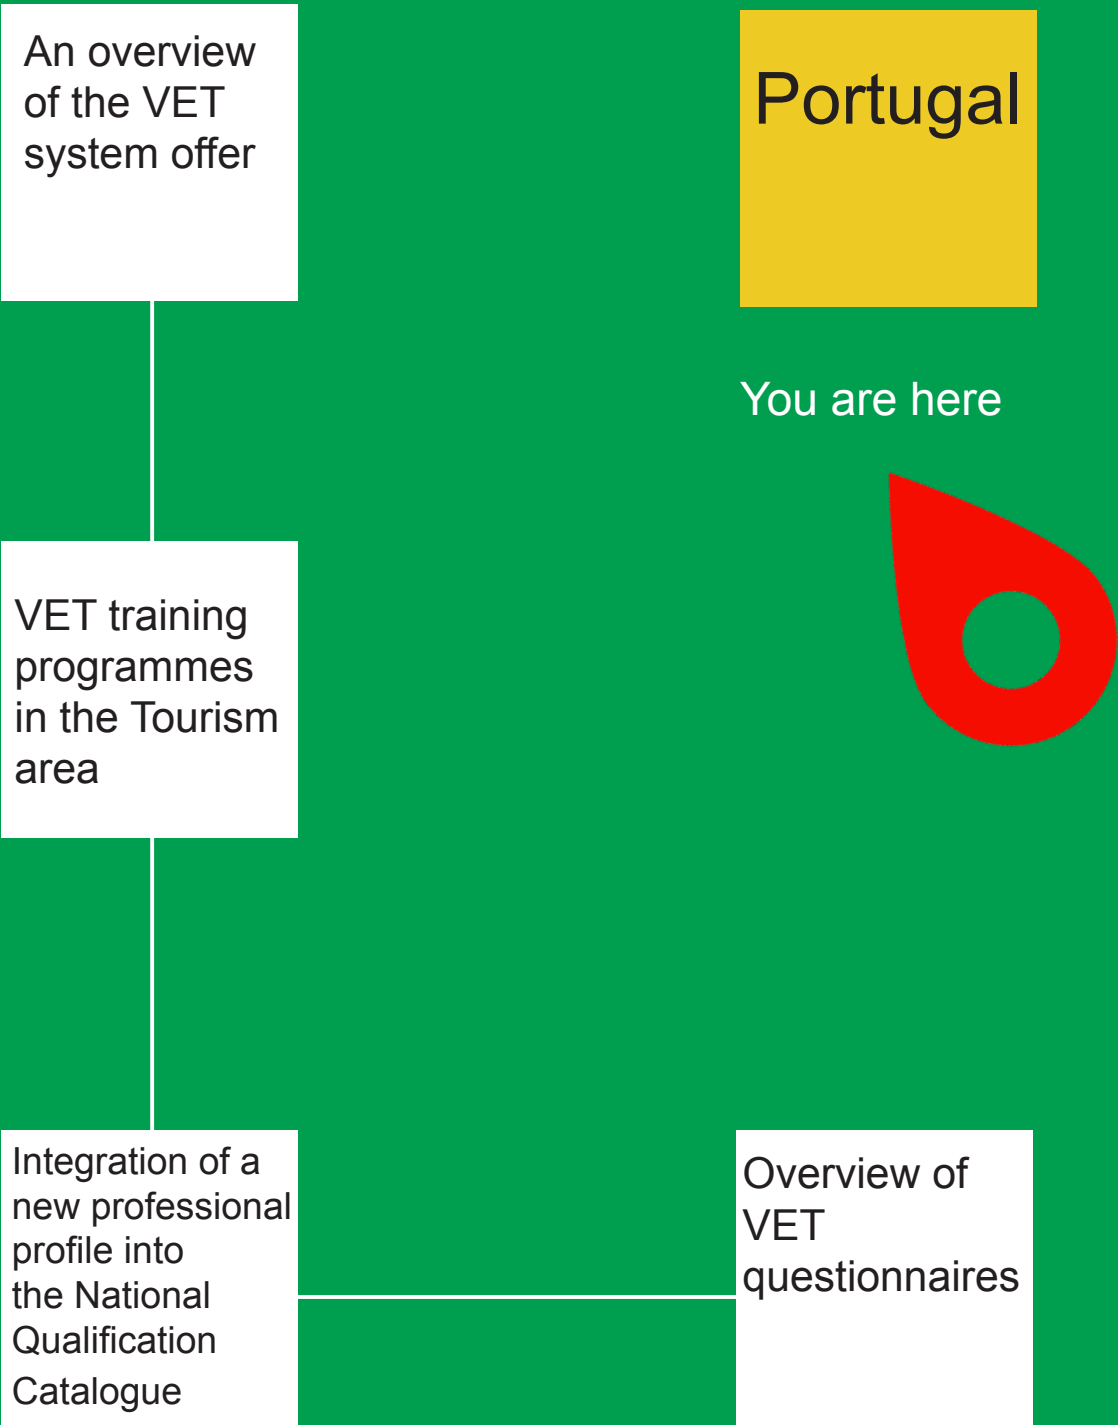 An overview
of the VET
system offer
Portugal
You are here
VET training
programmes
in the Tourism
area
Integration of a
new professional
profile into
the National
Qualification
Catalogue
Overview of
VET
questionnaires